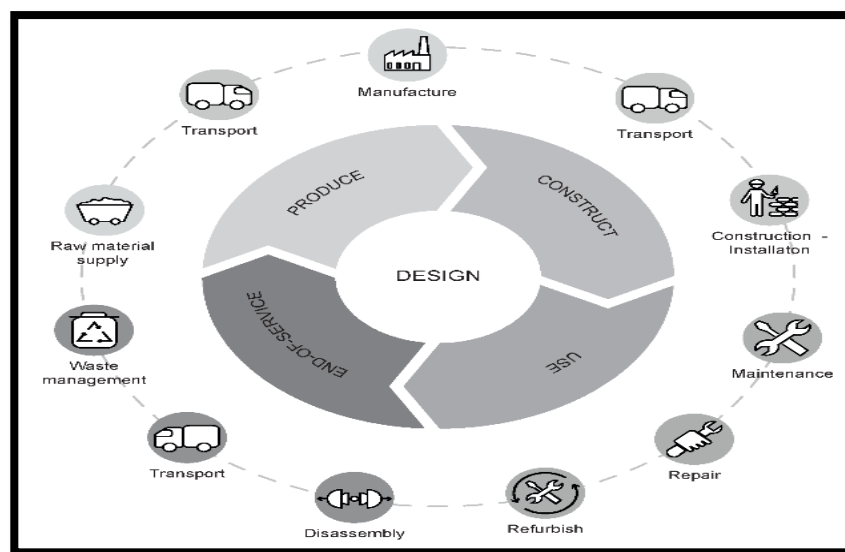 Manufacture
Transport
Transport
PRODUCE
CONSTRUCT
Raw material
supply
Construction -
Installaton
DESIGN
END-OF-SERVICE
USE
Waste
management
Maintenance
Transport
Repair
Disassembly
Refurbish